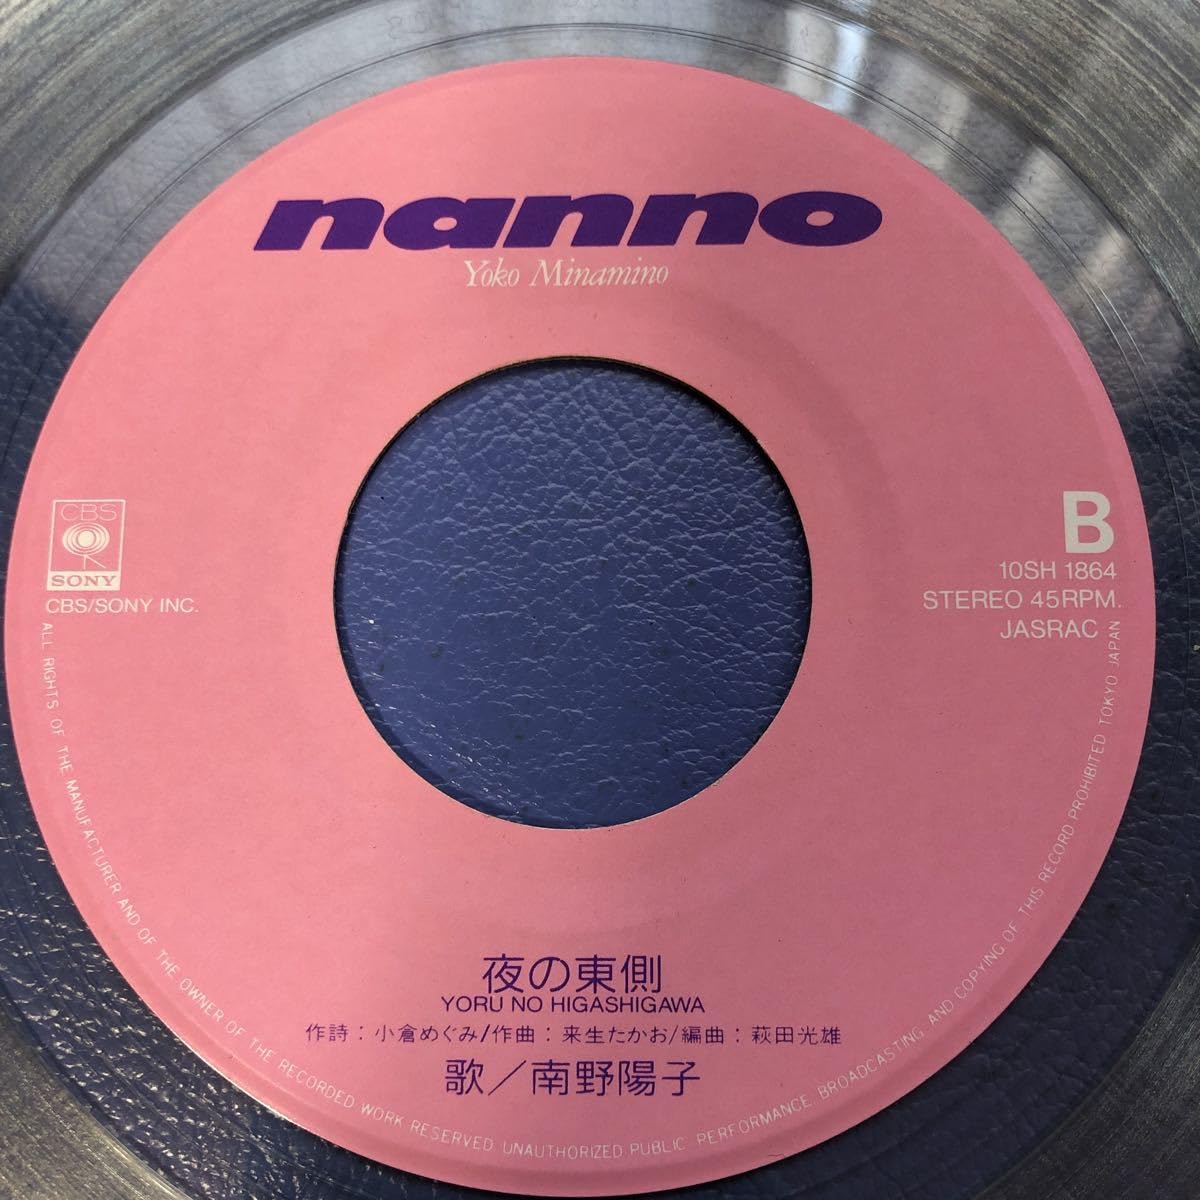 nanno
Yoko Minamino
CBS
SONY
CBS/SONY INC.
B
10SH 1864
STEREO 45RPM.
JASRAC
夜の東側
YORU NO HIGASHIGAWA
作詩：小倉めぐみ/作曲：来生たかお/編曲：萩田光雄
歌／南野陽子
ALL RIGHTS OF THE MANUFACTURER AND OF THE OWNER OF THE RECORDED WORK RESERVED. UNAUTHORIZED PUBLIC PERFORMANCE, BROADCASTING AND COPYING OF THIS RECORD PROHIBITED TOKYO JAPAN